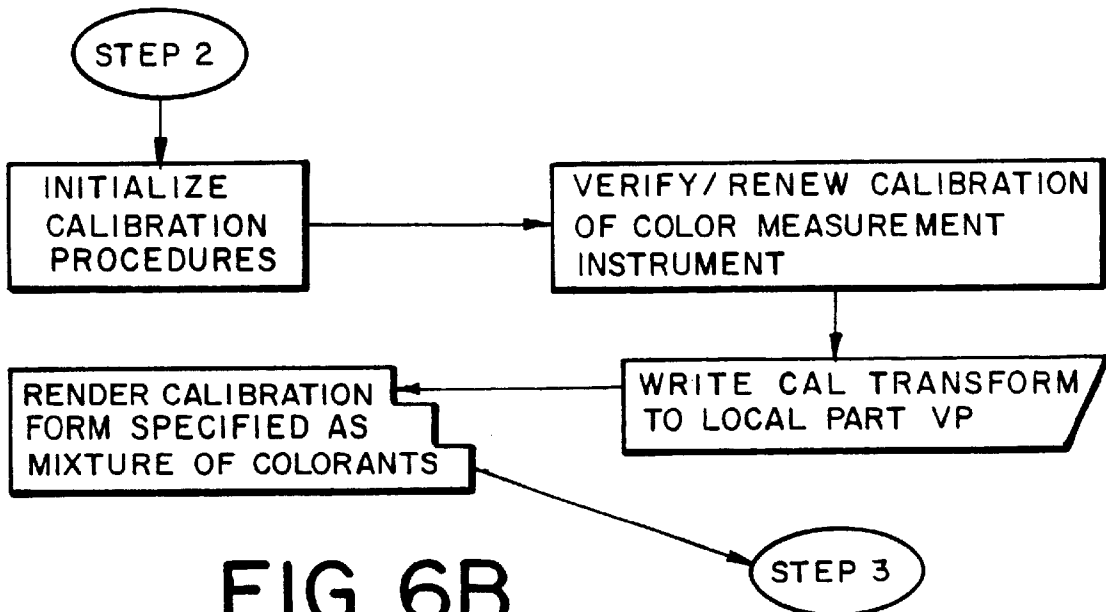 STEP 2
INITIALIZE
CALIBRATION
PROCEDURES
VERIFY/RENEW CALIBRATION
OF COLOR MEASUREMENT
INSTRUMENT
WRITE CAL TRANSFORM
TO LOCAL PART VP
RENDER CALIBRATION
FORM SPECIFIED AS
MIXTURE OF COLORANTS
STEP 3
FIG 6B